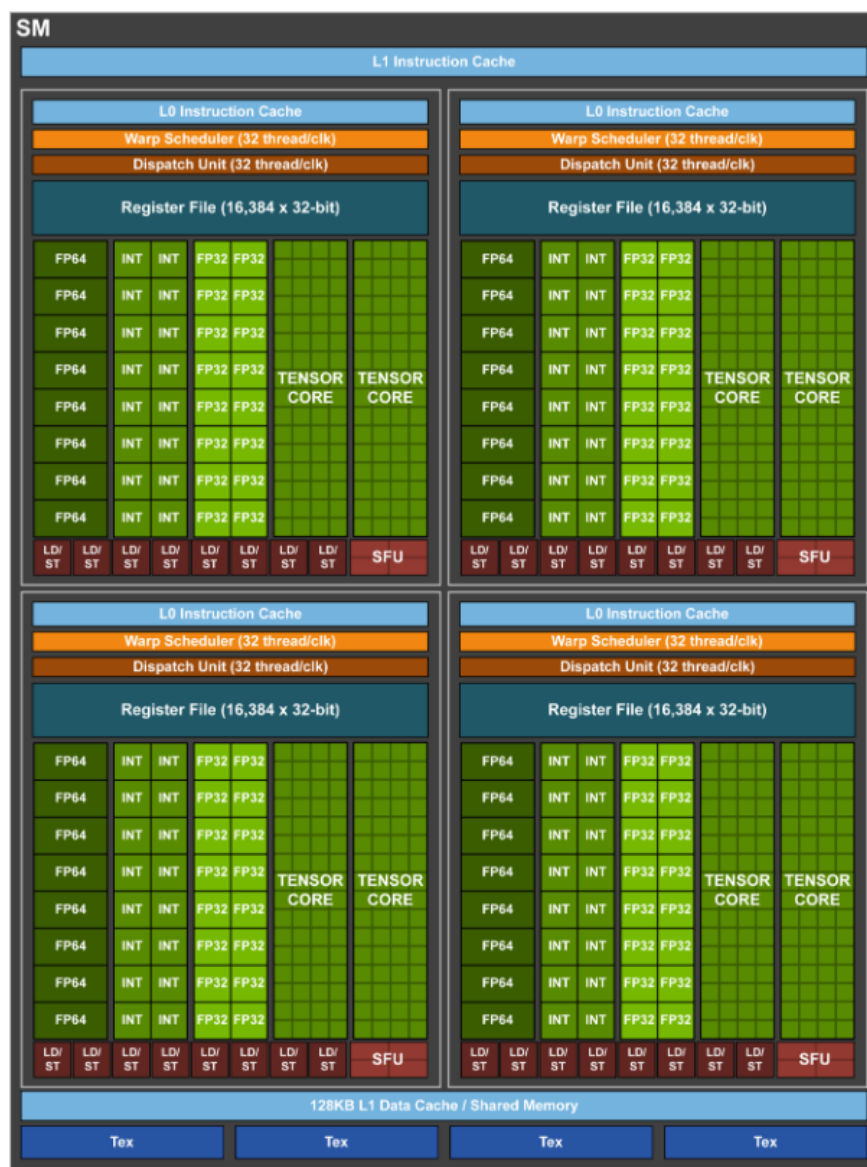 SM
L1 Instruction Cache
L0 Instruction Cache L0 Instruction Cache
Warp Scheduler (32 thread/clk) Warp Scheduler (32 thread/clk)
Dispatch Unit (32 thread/clk) Dispatch Unit (32 thread/clk)
Register File (16,384 x 32-bit) Register File (16,384 x 32-bit)
FP64 INT INT FP32 FP32 FP64 INT INT FP32 FP32
FP64 INT INT FP32 FP32 FP64 INT INT FP32 FP32
FP64 INT INT FP32 FP32 FP64 INT INT FP32 FP32
FP64 INT INT FP32 FP32 TENSOR TENSOR FP64 INT INT FP32 FP32 TENSOR TENSOR
FP64 INT INT FP32 FP32 CORE CORE FP64 INT INT FP32 FP32 CORE CORE
FP64 INT INT FP32 FP32 FP64 INT INT FP32 FP32
FP64 INT INT FP32 FP32 FP64 INT INT FP32 FP32
FP64 INT INT FP32 FP32 FP64 INT INT FP32 FP32
LD/ LD/ LD/ LD/ LD/ LD/ LD/ LD/ SFU LD/ LD/ LD/ LD/ LD/ LD/ LD/ LD/ SFU
ST ST ST ST ST ST ST ST ST ST ST ST ST ST ST ST
L0 Instruction Cache L0 Instruction Cache
Warp Scheduler (32 thread/clk) Warp Scheduler (32 thread/clk)
Dispatch Unit (32 thread/clk) Dispatch Unit (32 thread/clk)
Register File (16,384 x 32-bit) Register File (16,384 x 32-bit)
FP64 INT INT FP32 FP32 FP64 INT INT FP32 FP32
FP64 INT INT FP32 FP32 FP64 INT INT FP32 FP32
FP64 INT INT FP32 FP32 FP64 INT INT FP32 FP32
FP64 INT INT FP32 FP32 TENSOR TENSOR FP64 INT INT FP32 FP32 TENSOR TENSOR
FP64 INT INT FP32 FP32 CORE CORE FP64 INT INT FP32 FP32 CORE CORE
FP64 INT INT FP32 FP32 FP64 INT INT FP32 FP32
FP64 INT INT FP32 FP32 FP64 INT INT FP32 FP32
FP64 INT INT FP32 FP32 FP64 INT INT FP32 FP32
LD/ LD/ LD/ LD/ LD/ LD/ LD/ LD/ SFU LD/ LD/ LD/ LD/ LD/ LD/ LD/ LD/ SFU
ST ST ST ST ST ST ST ST ST ST ST ST ST ST ST ST
128KB L1 Data Cache / Shared Memory
Tex Tex Tex Tex